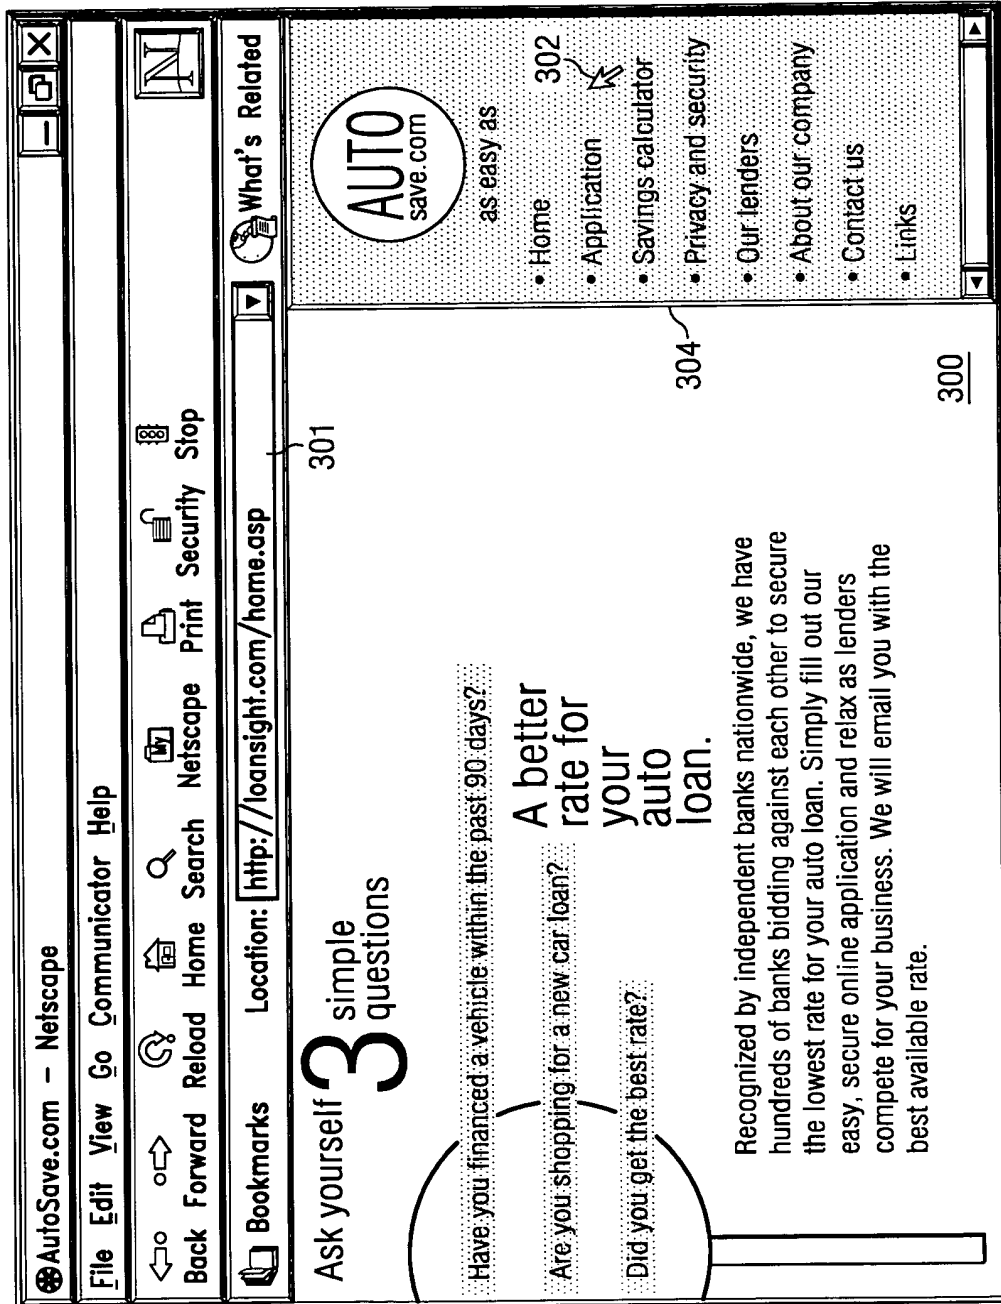 AutoSave.com – Netscape
File Edit View Go Communicator Help
Back Forward Reload Home Search Netscape Print Security Stop
My
N
Bookmarks Location: http://loansight.com/home.asp What's Related
301
Ask yourself 3 simple questions
Have you financed a vehicle within the past 90 days?
Are you shopping for a new car loan?
Did you get the best rate?
A better
rate for
your
auto
loan.
Recognized by independent banks nationwide, we have
hundreds of banks bidding against each other to secure
the lowest rate for your auto loan. Simply fill out our
easy, secure online application and relax as lenders
compete for your business. We will email you with the
best available rate.
AUTO
save.com
as easy as
• Home
302
• Application
• Savings calculator
• Privacy and security
• Our lenders
• About our company
• Contact us
• Links
304
300